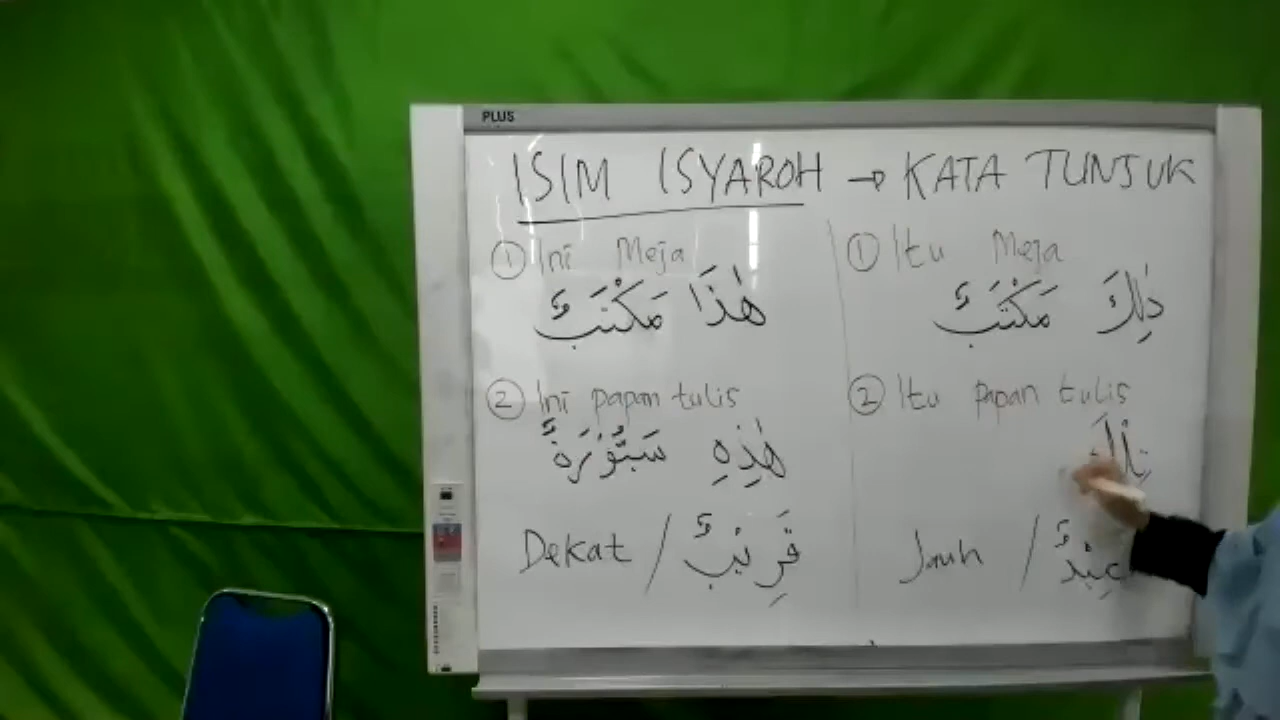 PLUS
ISIM ISYAROH → KATA TUNJUK
① Ini Meja
هٰذَا مَكْتَبٌ
② Ini papan tulis
هٰذِهِ سَبُّوْرَةٌ
Dekat / قَرِيْبٌ
① Itu Meja
ذٰلِكَ مَكْتَبٌ
② Itu papan tulis
تِلْكَ
Jauh /